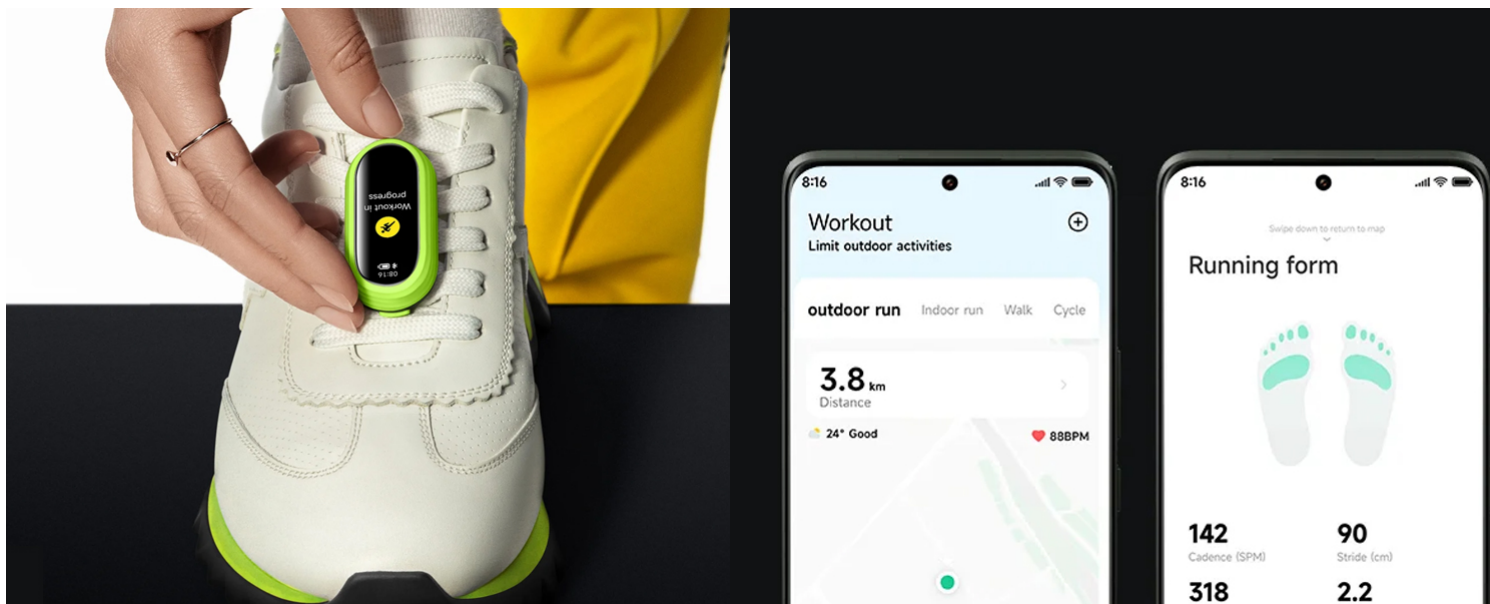 08:16
Workout in
progress
8:16
Workout
Limit outdoor activities
outdoor run Indoor run Walk Cycle
3.8 km
Distance
24° Good 88BPM
8:16
Swipe down to return to map
Running form
142 90
Cadence (SPM) Stride (cm)
318 2.2